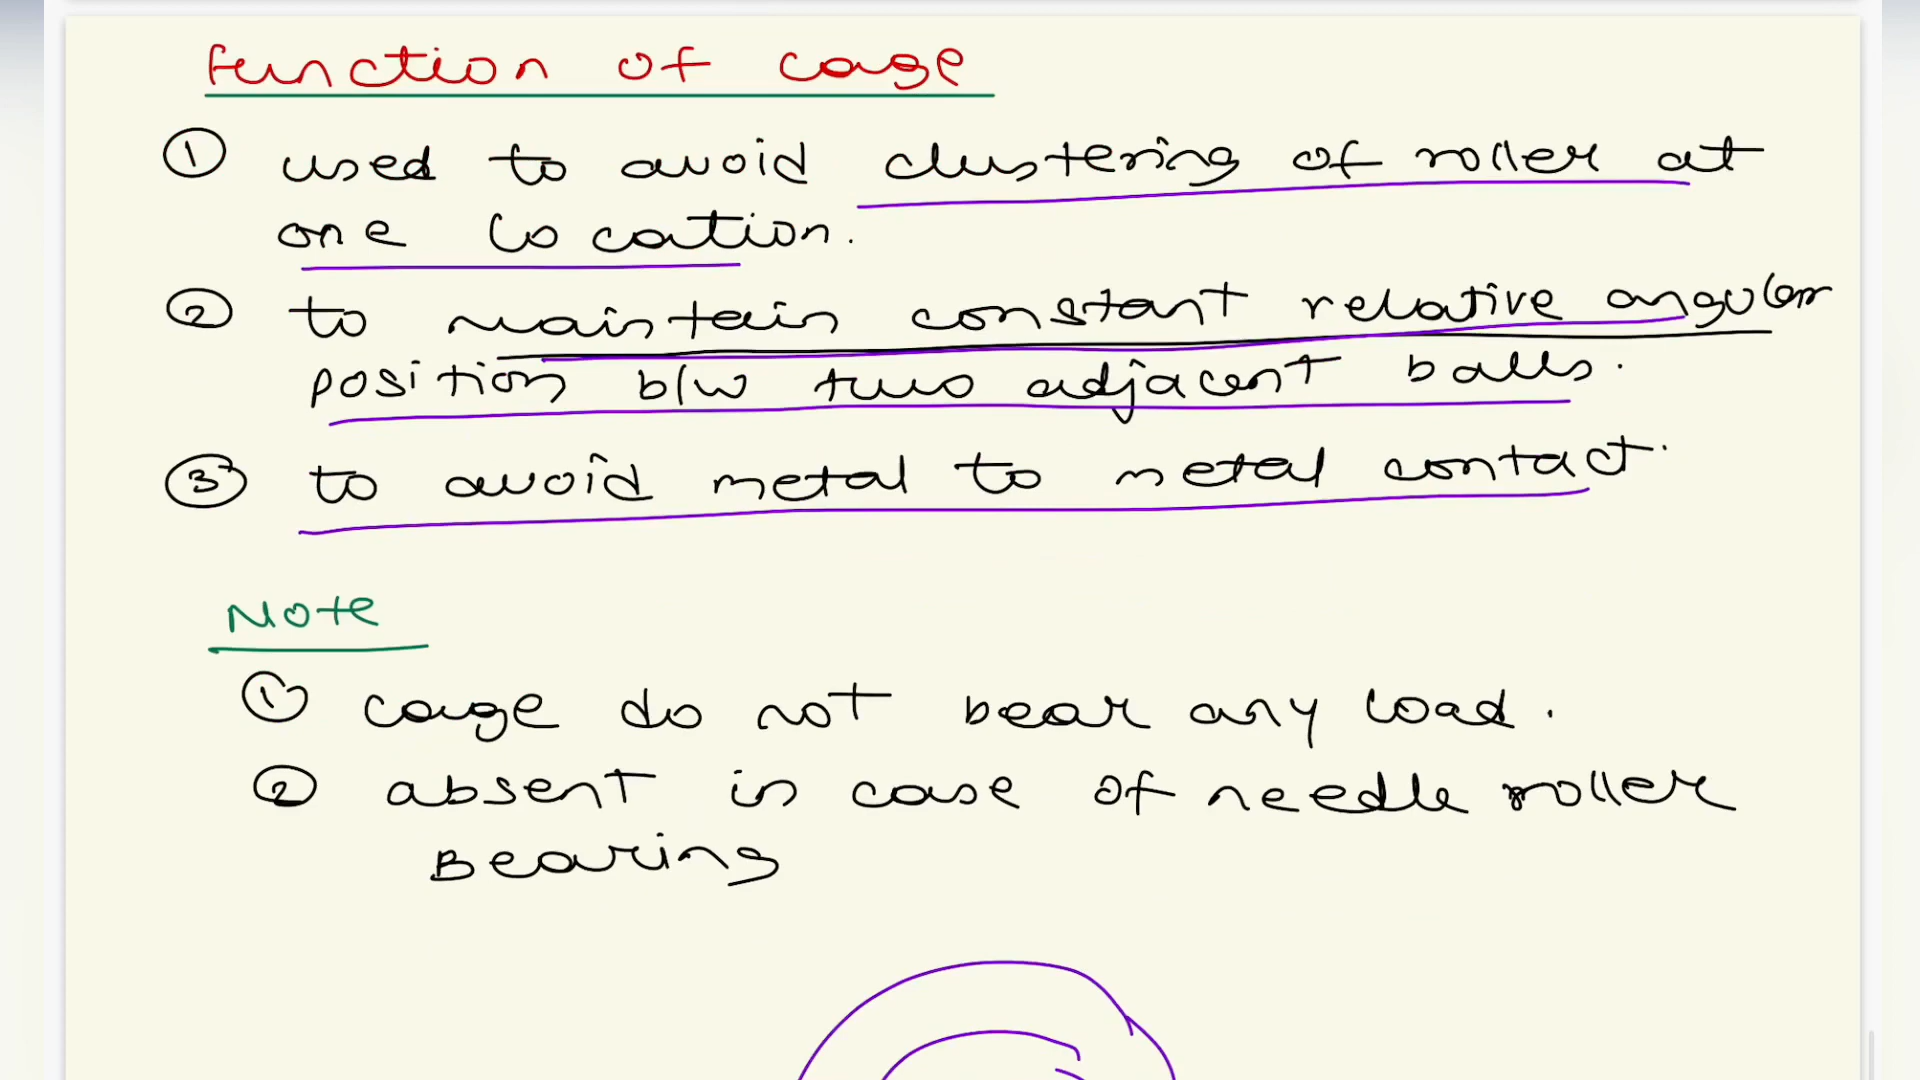 Function of cage
① used to avoid clustering of roller at
one location.
② to maintain constant relative angular
position b/w two adjacent balls.
③ to avoid metal to metal contact.
Note
① cage do not bear any load.
② absent in case of needle roller
Bearing